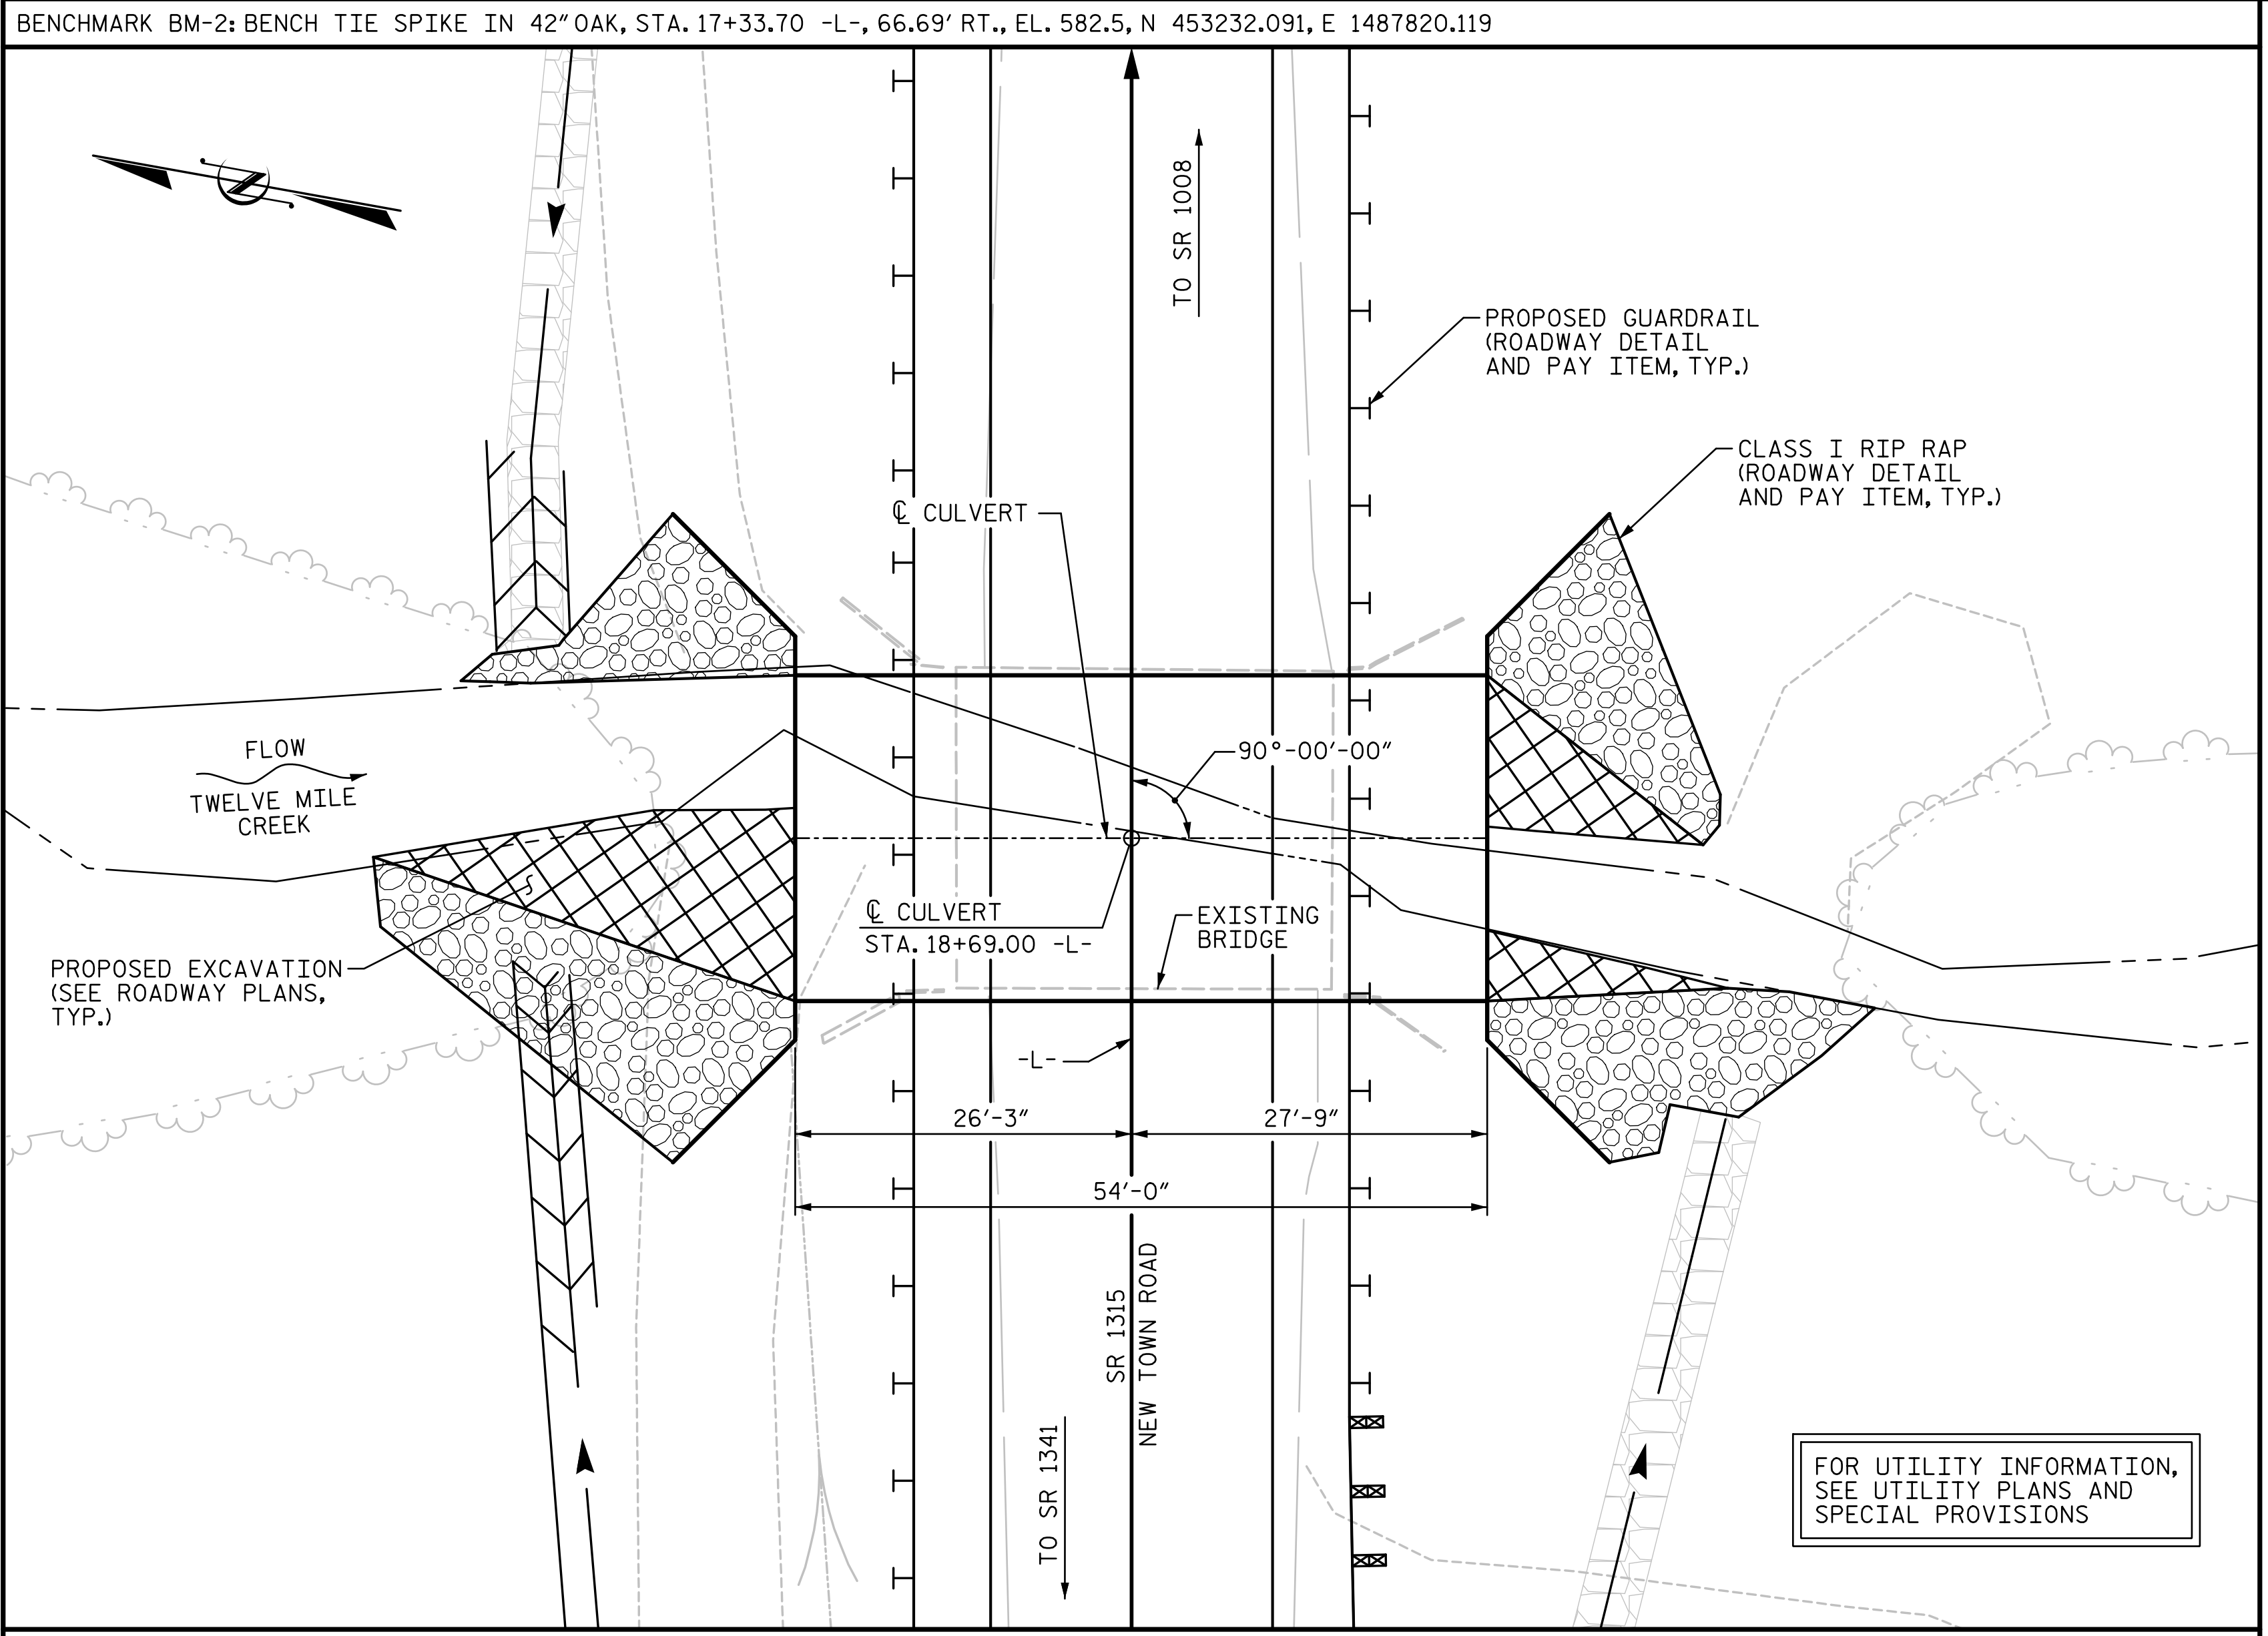 BENCHMARK BM-2: BENCH TIE SPIKE IN 42" OAK, STA. 17+33.70 -L-, 66.69' RT., EL. 582.5, N 453232.091, E 1487820.119
TO SR 1008
PROPOSED GUARDRAIL
(ROADWAY DETAIL
AND PAY ITEM, TYP.)
CLASS I RIP RAP
(ROADWAY DETAIL
AND PAY ITEM, TYP.)
℄ CULVERT
FLOW
TWELVE MILE
CREEK
90°-00'-00"
℄ CULVERT
STA. 18+69.00 -L-
EXISTING
BRIDGE
PROPOSED EXCAVATION
(SEE ROADWAY PLANS,
TYP.)
-L-
26'-3"
27'-9"
54'-0"
SR 1315
NEW TOWN ROAD
TO SR 1341
FOR UTILITY INFORMATION,
SEE UTILITY PLANS AND
SPECIAL PROVISIONS